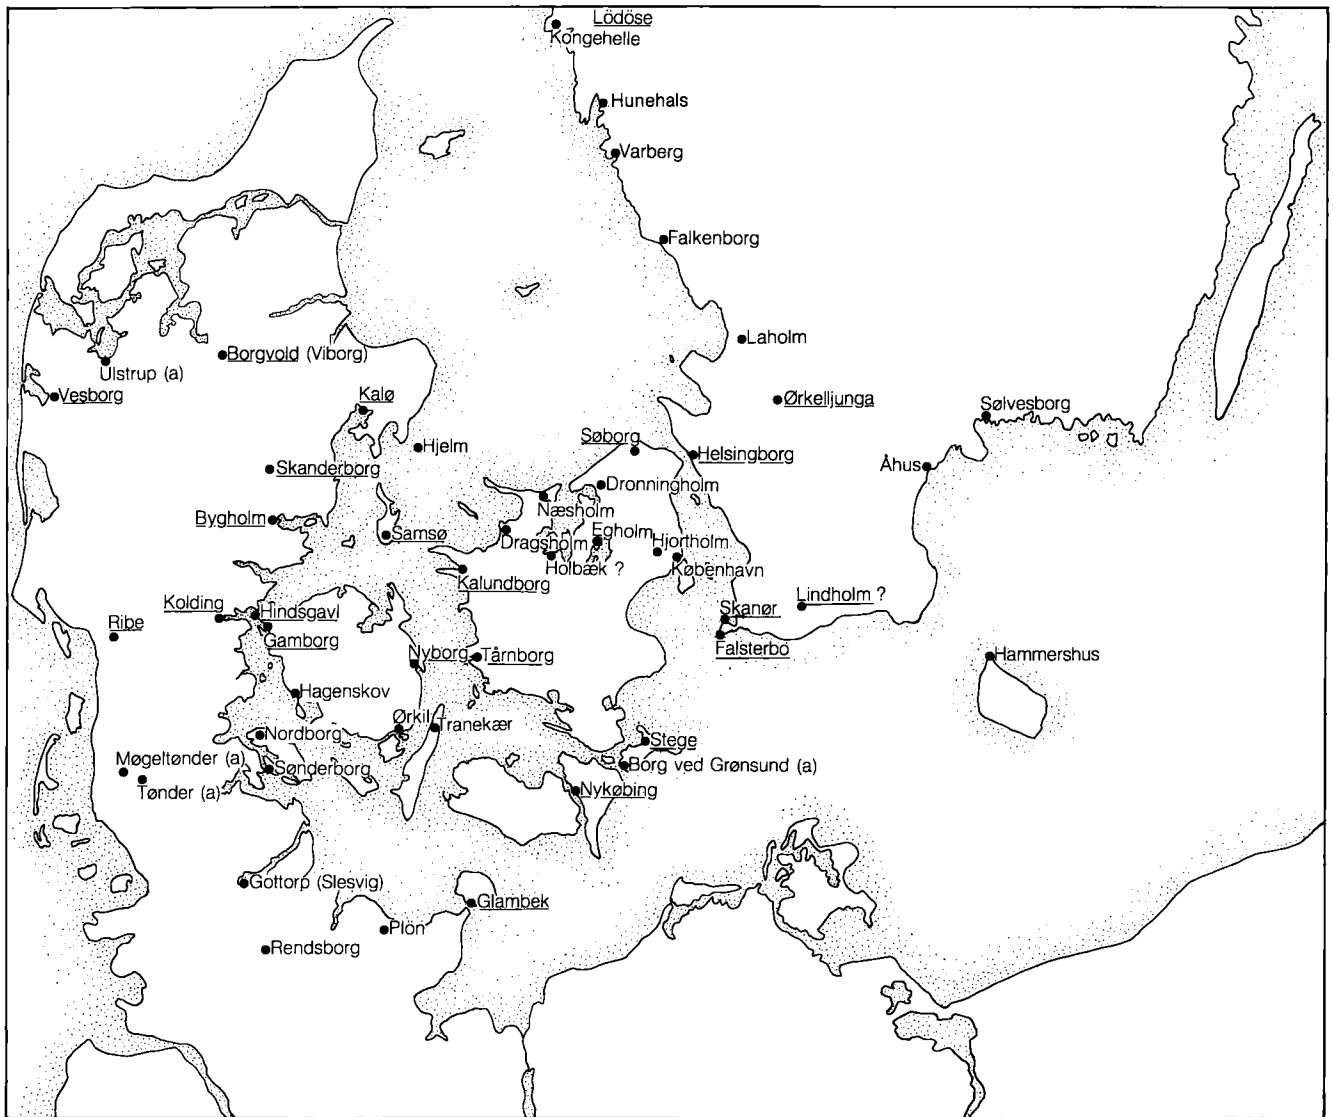 Lödöse
Kongehelle
Hunehals
Varberg
Falkenborg
Laholm
Borgvold (Viborg)
Ulstrup (a)
Vesborg
Kalø
Ørkelljunga
Sølvesborg
Hjelm
Søborg
Helsingborg
Åhus
Skanderborg
Dronningholm
Næsholm
Bygholm
Samsø
Dragsholm
Egholm
Hjortholm
Holbæk ?
København
Kalundborg
Kolding
Hindsgavl
Lindholm ?
Ribe
Gamborg
Skanør
Falsterbo
Nyborg
Tårnborg
Hammershus
Hagenskov
Ørkil
Tranekær
Nordborg
Stege
Møgeltønder (a)
Sønderborg
Borg ved Grønsund (a)
Tønder (a)
Nykøbing
Gottorp (Slesvig)
Glambek
Plön
Rendsborg